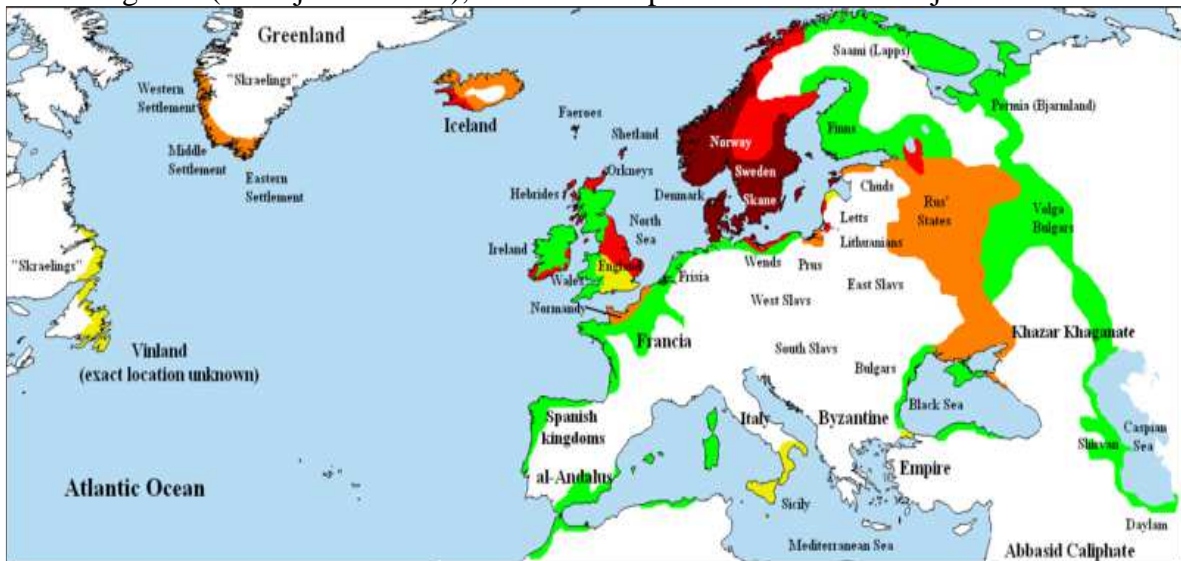 Greenland
"Skraelings"
Western
Settlement
Middle
Settlement
Eastern
Settlement
Iceland
Faeroes
Shetland
Orkneys
Hebrides
Saami (Lapps)
Permia (Bjarmland)
Finns
Norway
Sweden
Skane
Denmark
Chuds
Letts
Lithuanians
Rus'
States
Volga
Bulgars
North
Sea
Ireland
England
Wales
Frisia
Wends
Prus
East Slavs
West Slavs
Normandy
Francia
South Slavs
Khazar Khaganate
"Skraelings"
Vinland
(exact location unknown)
Bulgars
Black Sea
Spanish
kingdoms
al-Andalus
Italy
Byzantine
Empire
Caspian
Sea
Shirvan
Atlantic Ocean
Sicily
Daylam
Mediterranean Sea
Abbasid Caliphate